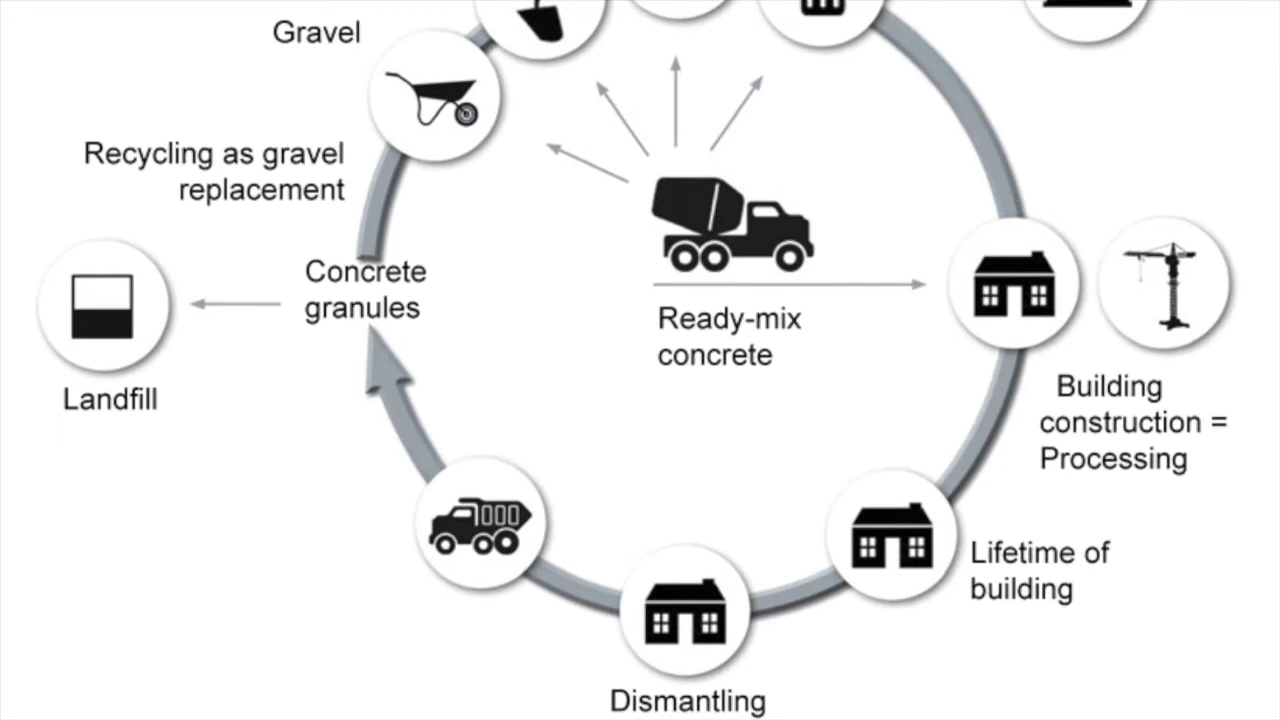 Gravel
Recycling as gravel
replacement
Concrete
granules
Landfill
Ready-mix
concrete
Building
construction =
Processing
Lifetime of
building
Dismantling